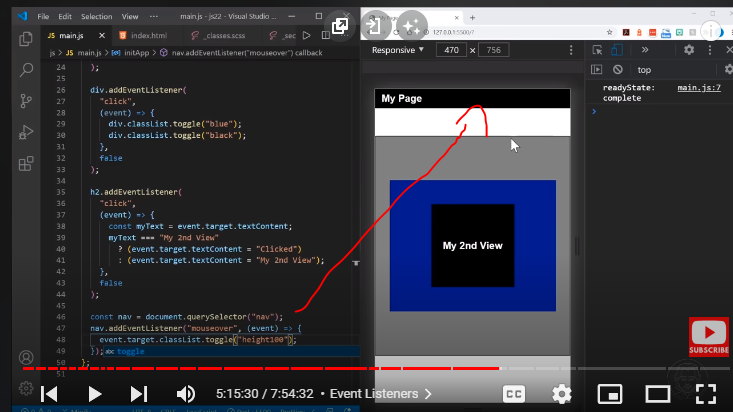 File Edit Selection View ... main.js - js22 - Visual Studio ...
main.js index.html _classes.scss
js > main.js > initApp > nav.addEventListener("mouseover") callback
24 );
25
26 div.addEventListener(
27 "click",
28 (event) => {
29 div.classList.toggle("blue");
30 div.classList.toggle("black");
31 },
32 false
33 );
34
35 h2.addEventListener(
36 "click",
37 (event) => {
38 const myText = event.target.textContent;
39 myText === "My 2nd View"
40 ? (event.target.textContent = "Clicked")
41 : (event.target.textContent = "My 2nd View");
42 },
43 false
44 );
45
46 const nav = document.querySelector("nav");
47 nav.addEventListener("mouseover", (event) => {
48 event.target.classList.toggle("height100");
49 }); abc toggle
50 };
51
127.0.0.1:5500/
Responsive 470 × 756
top
My Page
My 2nd View
readyState: main.js:7
complete
SUBSCRIBE
5:15:30 / 7:54:32 • Event Listeners
CC